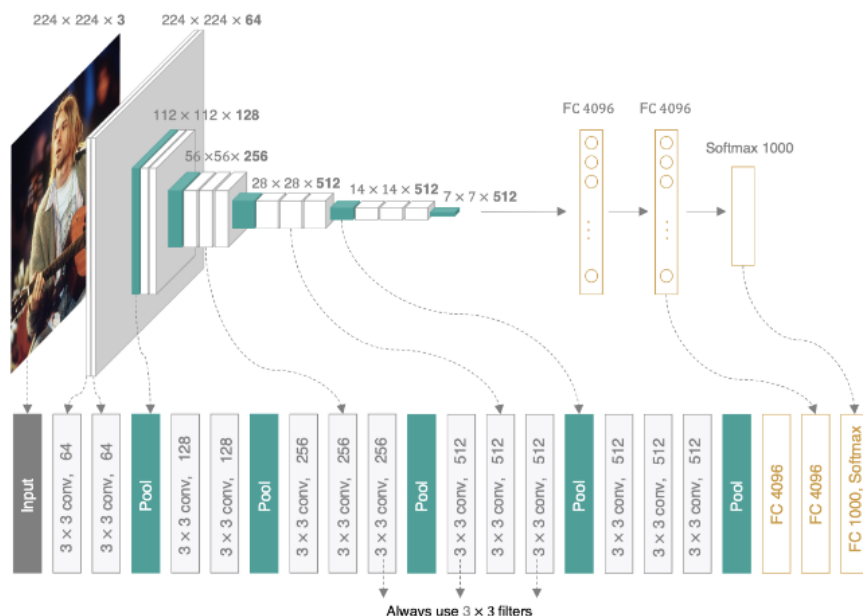 224 × 224 × 3
224 × 224 × 64
112 × 112 × 128
56 ×56× 256
28 × 28 × 512
14 × 14 × 512
7 × 7 × 512
FC 4096
FC 4096
Softmax 1000
Input
3 × 3 conv, 64
3 × 3 conv, 64
Pool
3 × 3 conv, 128
3 × 3 conv, 128
Pool
3 × 3 conv, 256
3 × 3 conv, 256
3 × 3 conv, 256
Pool
3 × 3 conv, 512
3 × 3 conv, 512
3 × 3 conv, 512
Pool
3 × 3 conv, 512
3 × 3 conv, 512
3 × 3 conv, 512
Pool
FC 4096
FC 4096
FC 1000, Softmax
Always use 3 × 3 filters